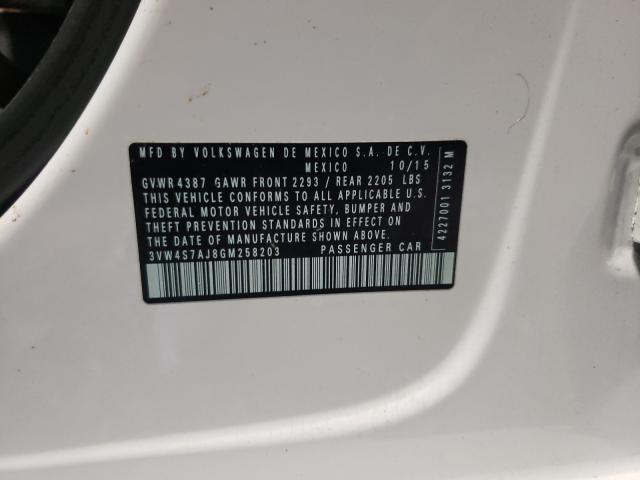 MFD BY VOLKSWAGEN DE MEXICO S.A. DE C.V.
MEXICO 10/15
GVWR 4387 GAWR FRONT 2293 / REAR 2205 LBS
THIS VEHICLE CONFORMS TO ALL APPLICABLE U.S.
FEDERAL MOTOR VEHICLE SAFETY, BUMPER AND
THEFT PREVENTION STANDARDS IN EFFECT ON
THE DATE OF MANUFACTURE SHOWN ABOVE.
3VW4S7AJ8GM258203 PASSENGER CAR
4227001 3132 M